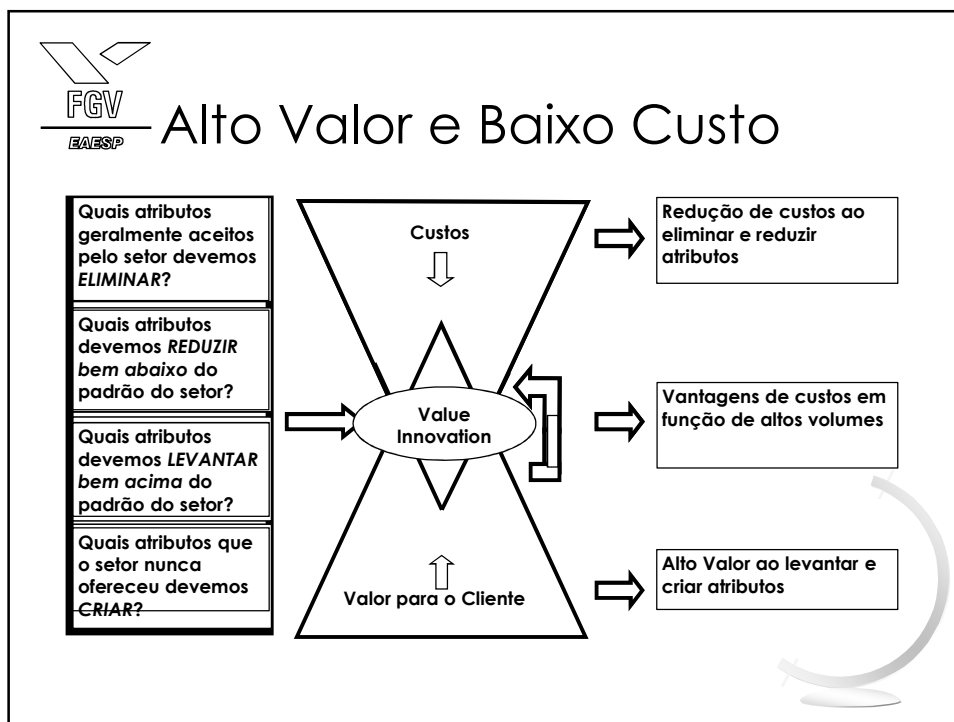 FGV
EAESP
Alto Valor e Baixo Custo
Quais atributos
geralmente aceitos
pelo setor devemos
ELIMINAR?
Quais atributos
devemos REDUZIR
bem abaixo do
padrão do setor?
Quais atributos
devemos LEVANTAR
bem acima do
padrão do setor?
Quais atributos que
o setor nunca
ofereceu devemos
CRIAR?
Custos
Value
Innovation
Valor para o Cliente
Redução de custos ao
eliminar e reduzir
atributos
Vantagens de custos em
função de altos volumes
Alto Valor ao levantar e
criar atributos